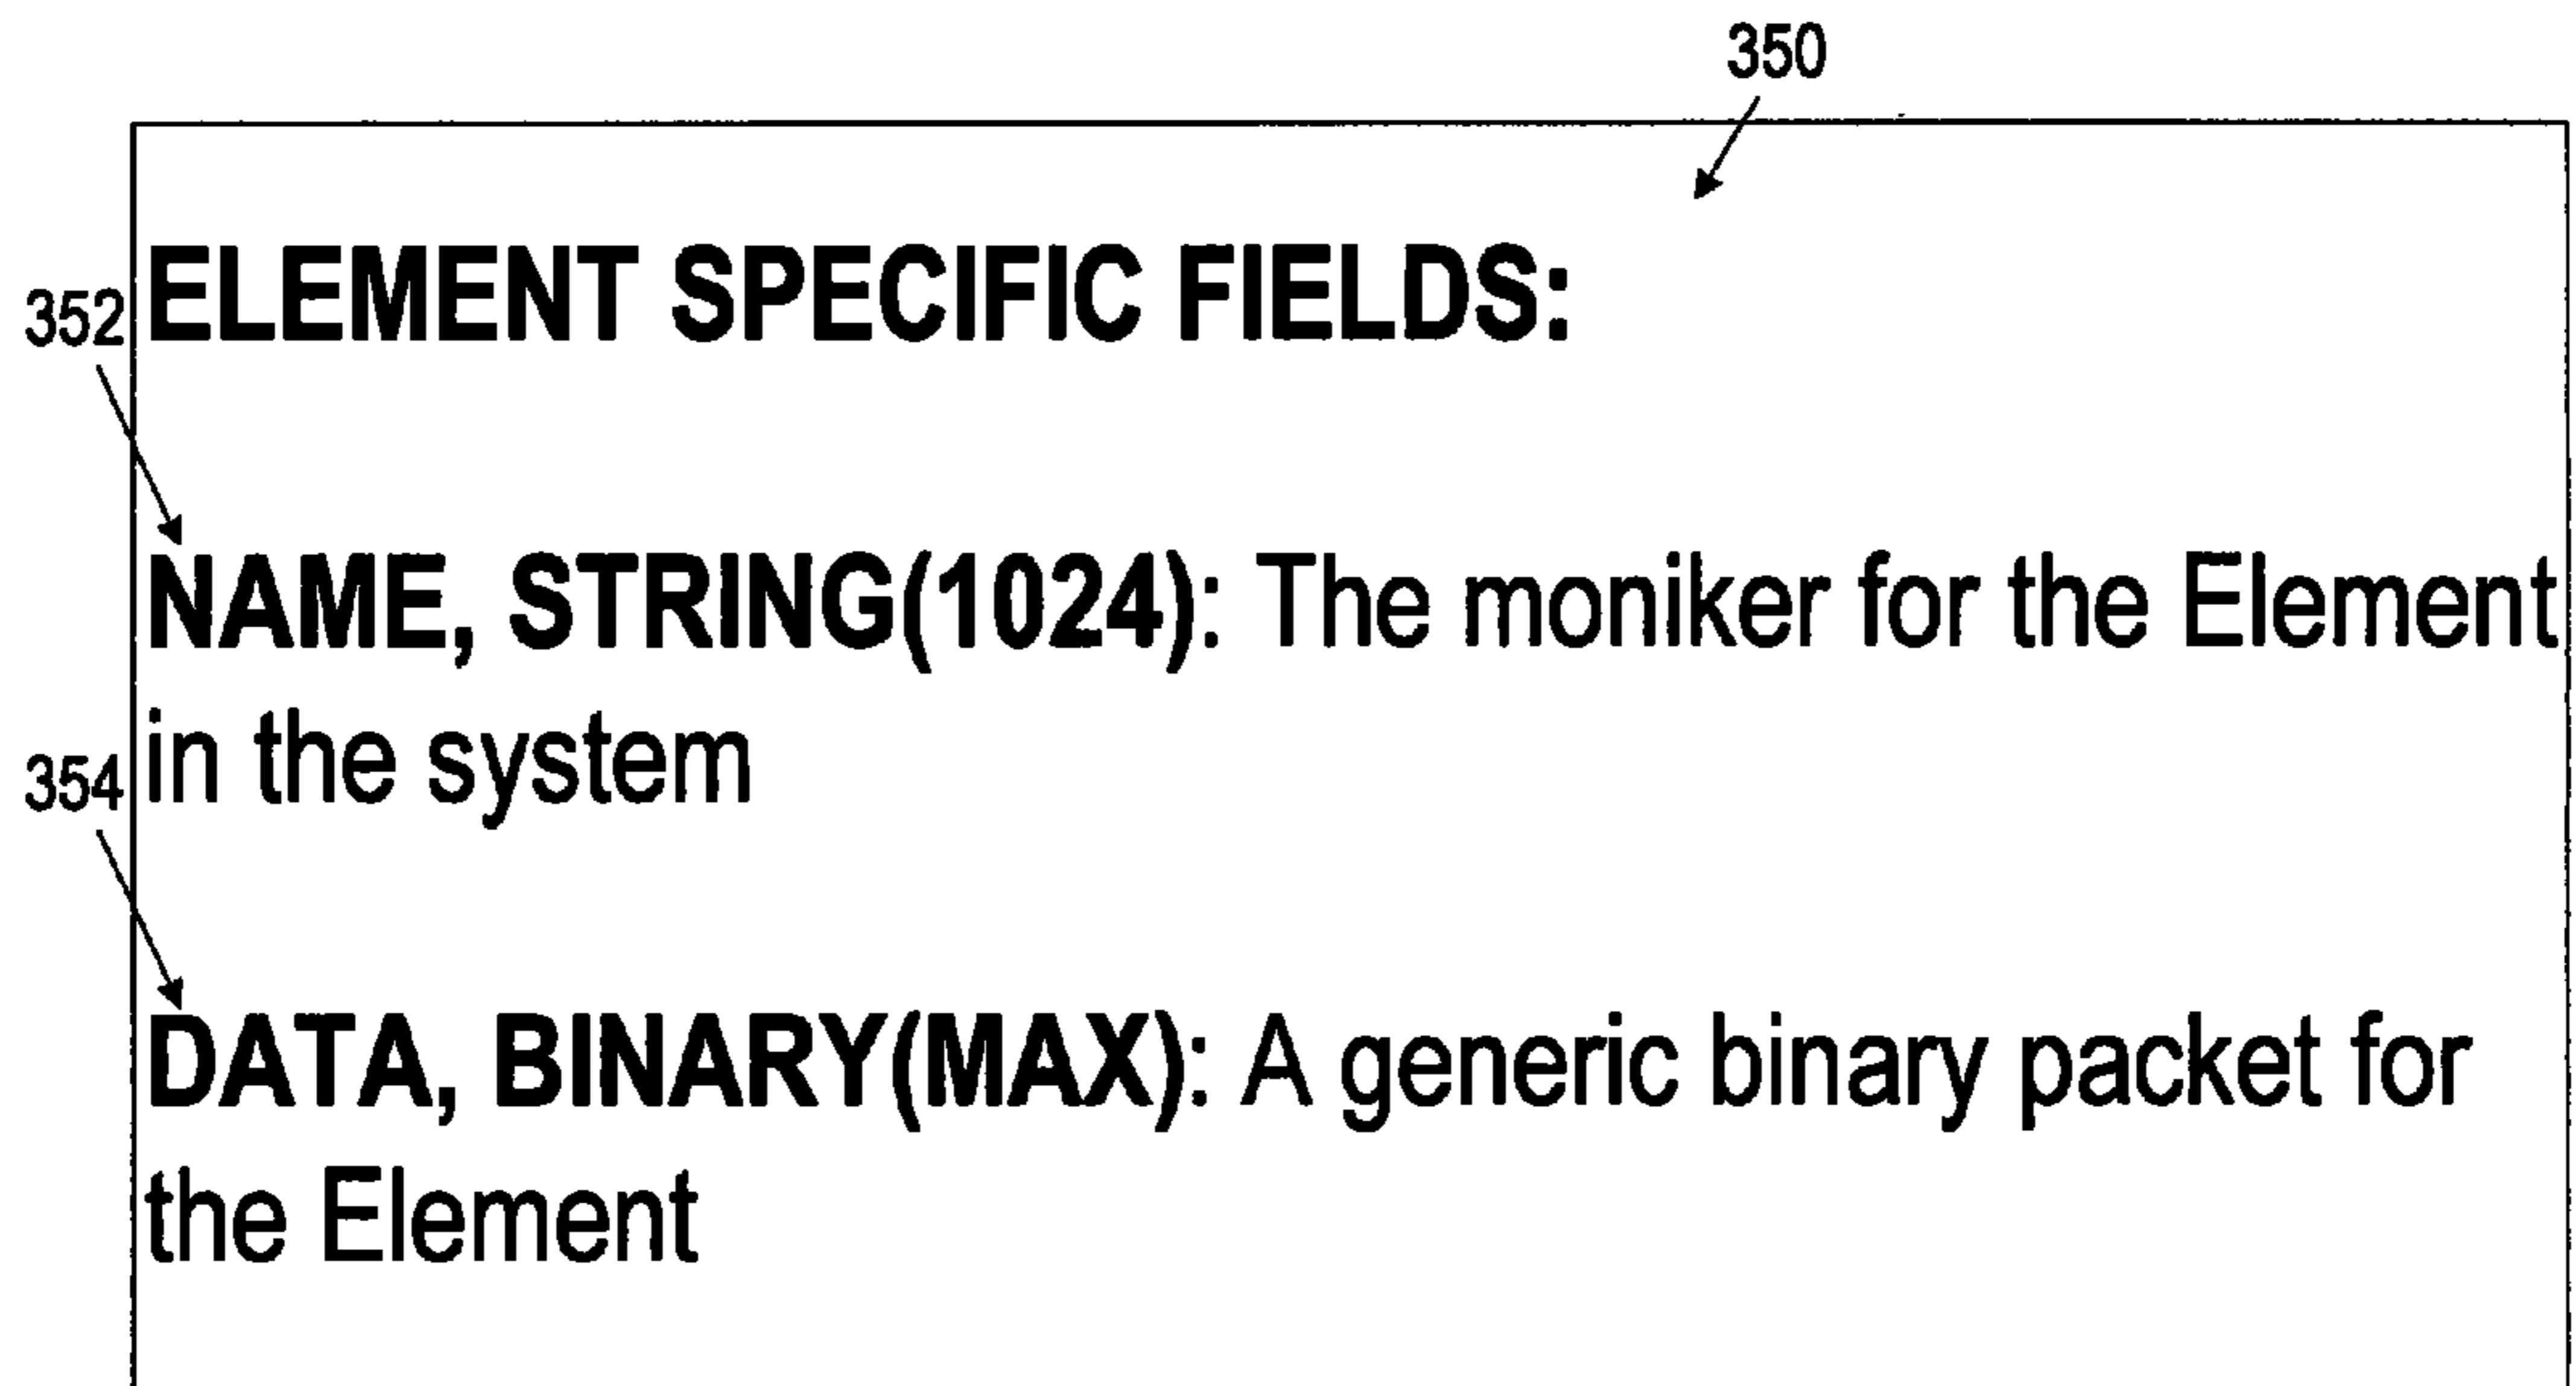 350
ELEMENT SPECIFIC FIELDS:
352
NAME, STRING(1024): The moniker for the Element
in the system
354
DATA, BINARY(MAX): A generic binary packet for
the Element